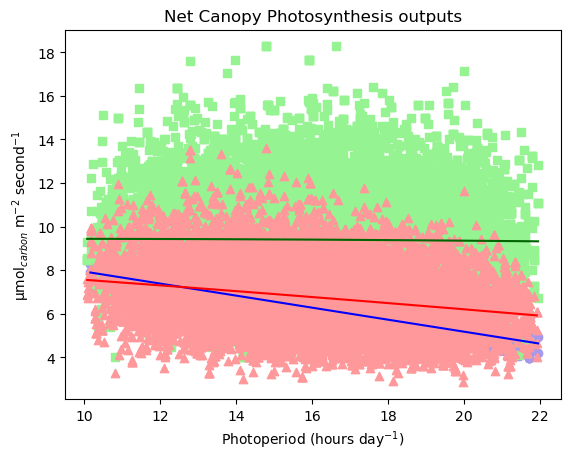 Net Canopy Photosynthesis outputs
18
16
14
12
10
8
6
4
μmol_{carbon} m^{−2} second^{−1}
10 12 14 16 18 20 22
Photoperiod (hours day^{−1})